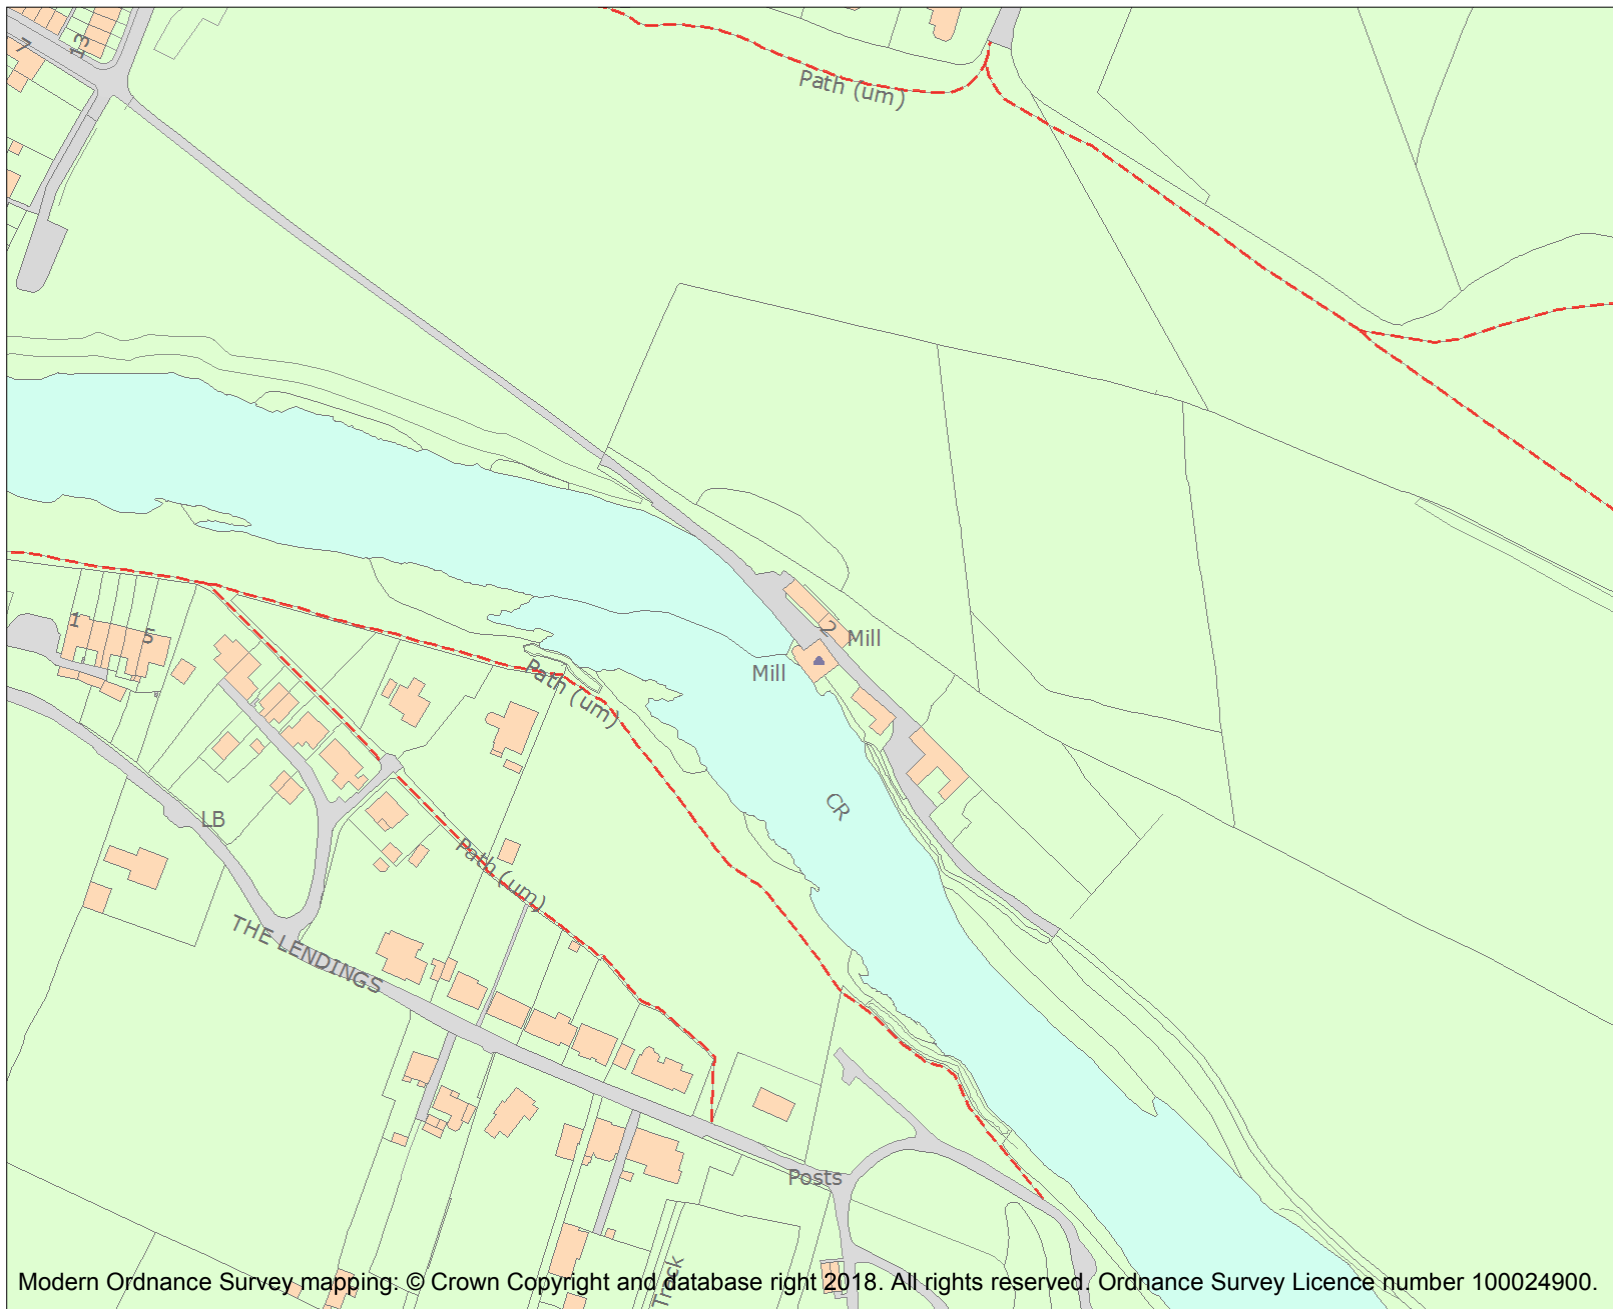 7
13
Path (um)
2
Mill
Mill
1
5
Path (um)
CR
LB
Path (um)
THE LENDINGS
Posts
Track
Modern Ordnance Survey mapping: © Crown Copyright and database right 2018. All rights reserved. Ordnance Survey Licence number 100024900.